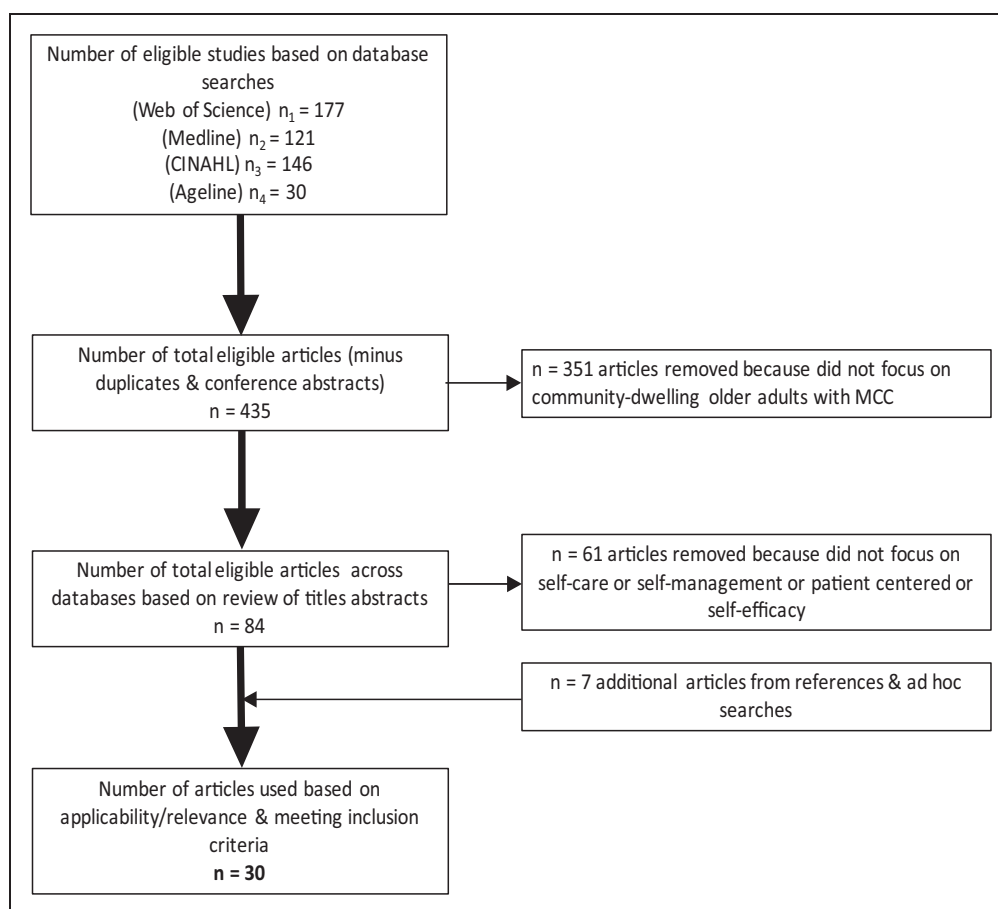 Number of eligible studies based on database
searches
(Web of Science) n₁ = 177
(Medline) n₂ = 121
(CINAHL) n₃ = 146
(Ageline) n₄ = 30
Number of total eligible articles (minus
duplicates & conference abstracts)
n = 435
n = 351 articles removed because did not focus on
community-dwelling older adults with MCC
Number of total eligible articles across
databases based on review of titles abstracts
n = 84
n = 61 articles removed because did not focus on
self-care or self-management or patient centered or
self-efficacy
n = 7 additional articles from references & ad hoc
searches
Number of articles used based on
applicability/relevance & meeting inclusion
criteria
n = 30